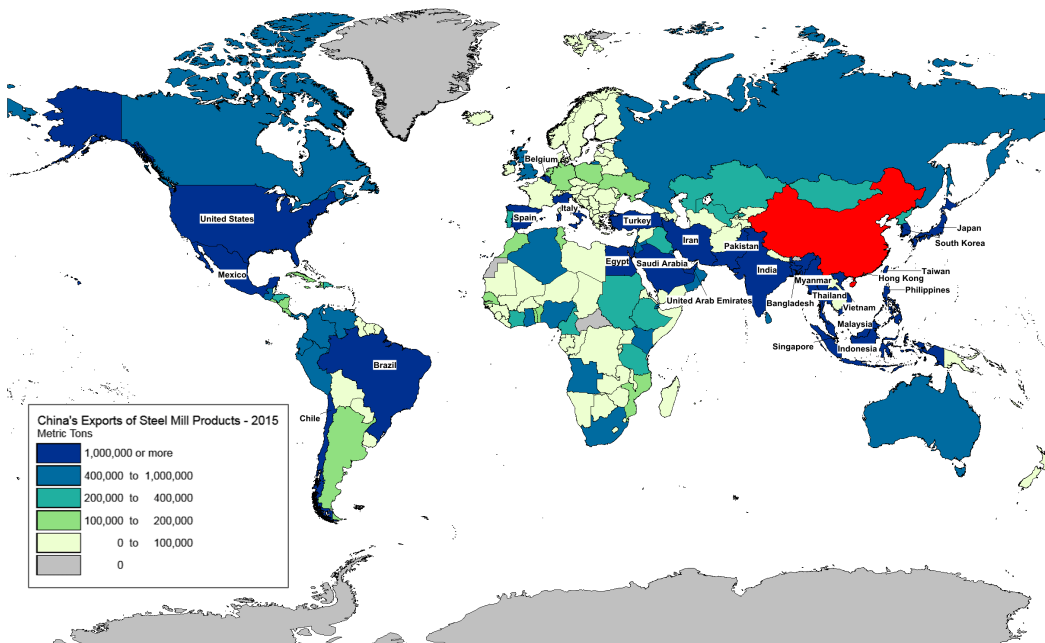 Belgium
Italy
Spain
Turkey
United States
Japan
South Korea
Iran
Pakistan
Egypt
Saudi Arabia
Mexico
India
Taiwan
Hong Kong
Myanmar
Philippines
Thailand
United Arab Emirates
Bangladesh
Vietnam
Malaysia
Singapore
Indonesia
Brazil
Chile
China's Exports of Steel Mill Products - 2015
Metric Tons
1,000,000 or more
400,000 to 1,000,000
200,000 to 400,000
100,000 to 200,000
0 to 100,000
0